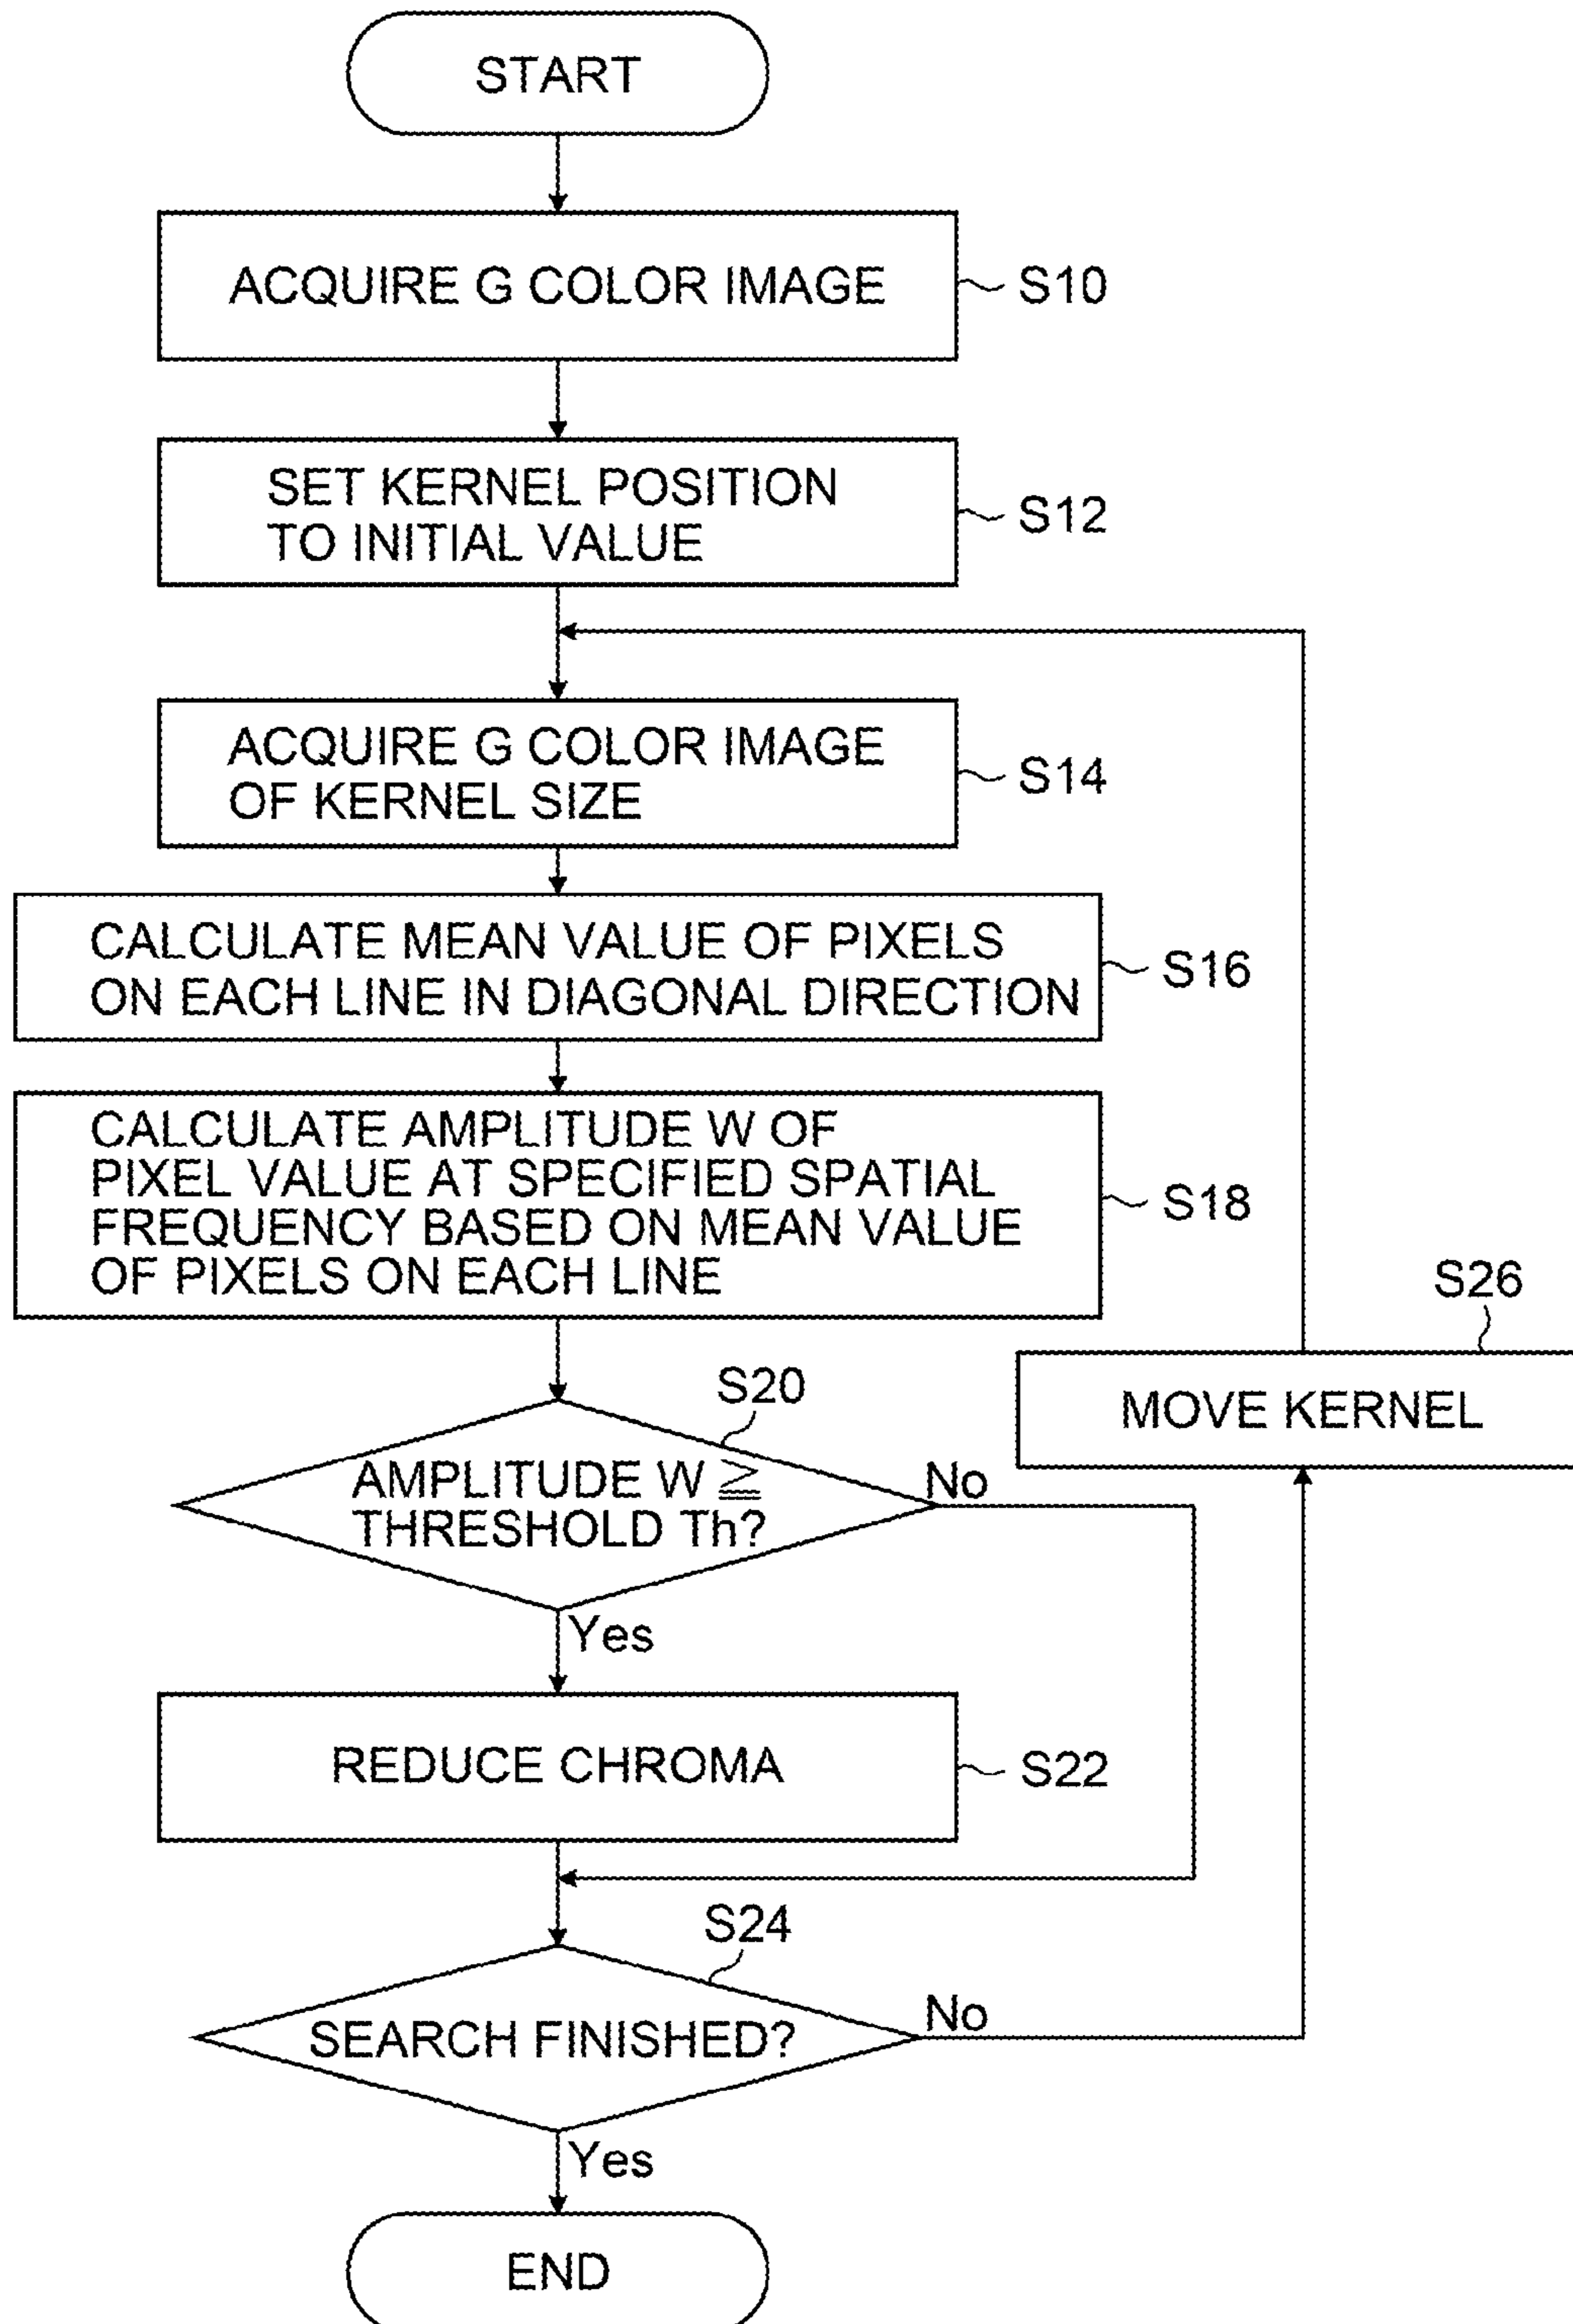 START
ACQUIRE G COLOR IMAGE
S10
SET KERNEL POSITION
TO INITIAL VALUE
S12
ACQUIRE G COLOR IMAGE
OF KERNEL SIZE
S14
CALCULATE MEAN VALUE OF PIXELS
ON EACH LINE IN DIAGONAL DIRECTION
S16
CALCULATE AMPLITUDE W OF
PIXEL VALUE AT SPECIFIED SPATIAL
FREQUENCY BASED ON MEAN VALUE
OF PIXELS ON EACH LINE
S18
S26
MOVE KERNEL
S20
AMPLITUDE W ≧
THRESHOLD Th?
No
Yes
REDUCE CHROMA
S22
S24
SEARCH FINISHED?
No
Yes
END